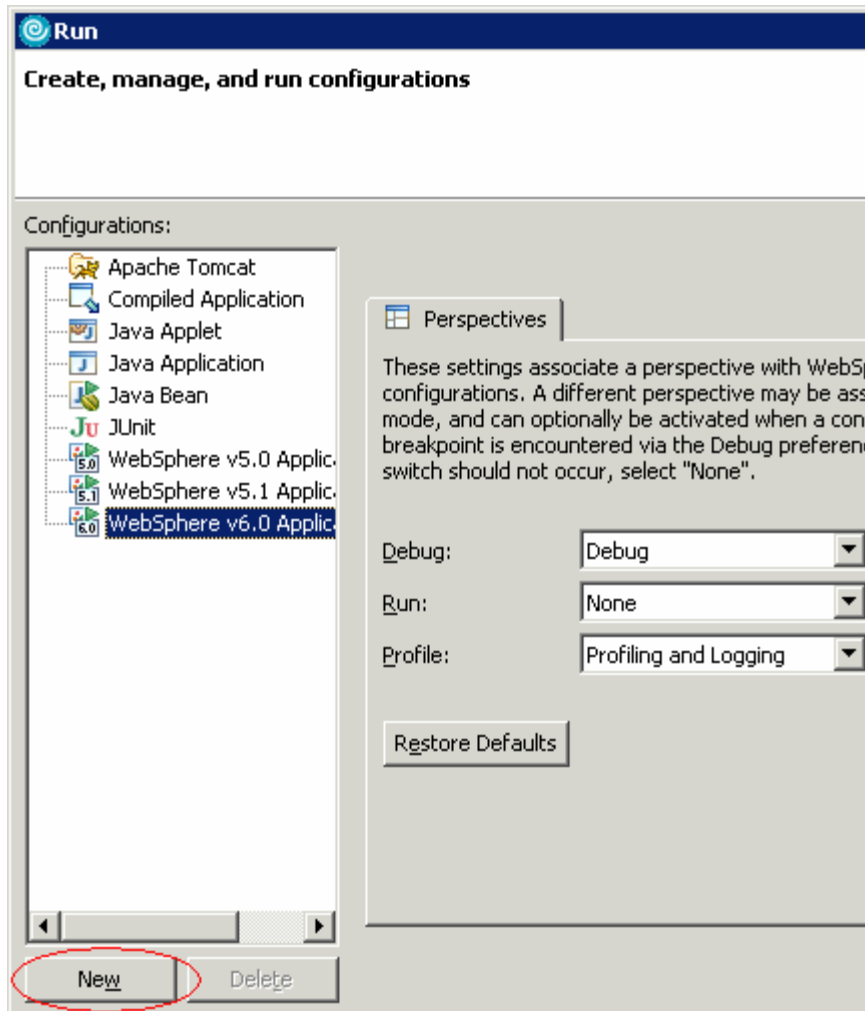 Run
Create, manage, and run configurations
Configurations:
Apache Tomcat
Compiled Application
Java Applet
Java Application
Java Bean
JUnit
WebSphere v5.0 Applic
WebSphere v5.1 Applic
WebSphere v6.0 Applic
New
Delete
Perspectives
These settings associate a perspective with WebSp
configurations. A different perspective may be ass
mode, and can optionally be activated when a con
breakpoint is encountered via the Debug preferenc
switch should not occur, select "None".
Debug:
Debug
Run:
None
Profile:
Profiling and Logging
Restore Defaults